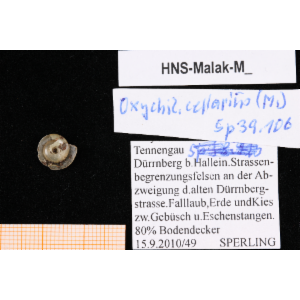 HNS-Malak-M_
Oxychil. cellarius (M.)
Sp39.106
Tennengau
Dürrnberg b.Hallein.Strassen-
begrenzungsfelsen an der Ab-
zweigung d.alten Dürrnberg-
strasse.Falllaub,Erde undKies
zw.Gebüsch u.Eschenstangen.
80% Bodendecker
15.9.2010/49 SPERLING